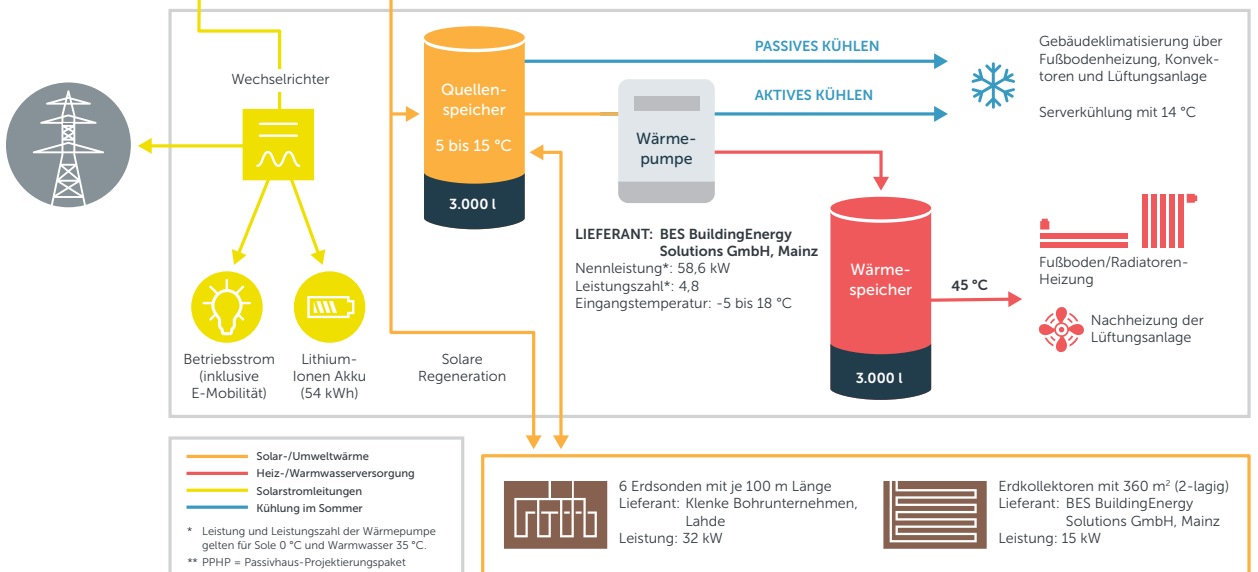 Wechselrichter
Betriebsstrom
(inklusive
E-Mobilität)
Lithium-
Ionen Akku
(54 kWh)
Solare
Regeneration
Quellen-
speicher
5 bis 15 °C
3.000 l
PASSIVES KÜHLEN
AKTIVES KÜHLEN
Wärme-
pumpe
Gebäudeklimatisierung über
Fußbodenheizung, Konvek-
toren und Lüftungsanlage
Serverkühlung mit 14 °C
LIEFERANT: BES BuildingEnergy
Solutions GmbH, Mainz
Nennleistung*: 58,6 kW
Leistungszahl*: 4,8
Eingangstemperatur: -5 bis 18 °C
Wärme-
speicher
3.000 l
45 °C
Fußboden/Radiatoren-
Heizung
Nachheizung der
Lüftungsanlage
Solar-/Umweltwärme
Heiz-/Warmwasserversorgung
Solarstromleitungen
Kühlung im Sommer
* Leistung und Leistungszahl der Wärmepumpe
gelten für Sole 0 °C und Warmwasser 35 °C.
** PPHP = Passivhaus-Projektierungspaket
6 Erdsonden mit je 100 m Länge
Lieferant: Klenke Bohrunternehmen,
Lahde
Leistung: 32 kW
Erdkollektoren mit 360 m² (2-lagig)
Lieferant: BES BuildingEnergy
Solutions GmbH, Mainz
Leistung: 15 kW